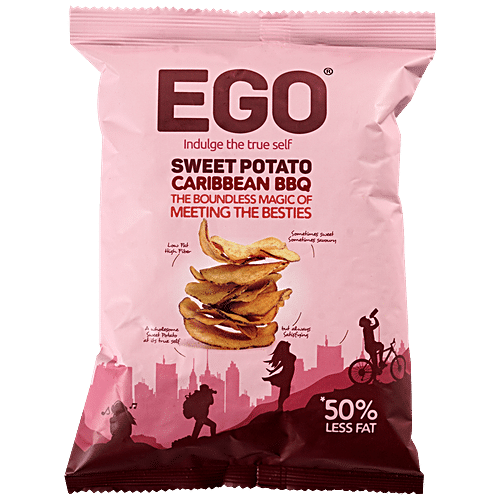 EGO®
Indulge the true self
SWEET POTATO
CARIBBEAN BBQ
THE BOUNDLESS MAGIC OF
MEETING THE BESTIES
Low Fat
High Fiber
Sometimes sweet
Sometimes savoury
A wholesome
Sweet Potato
at its true self
but always
Satisfying
*50%
LESS FAT